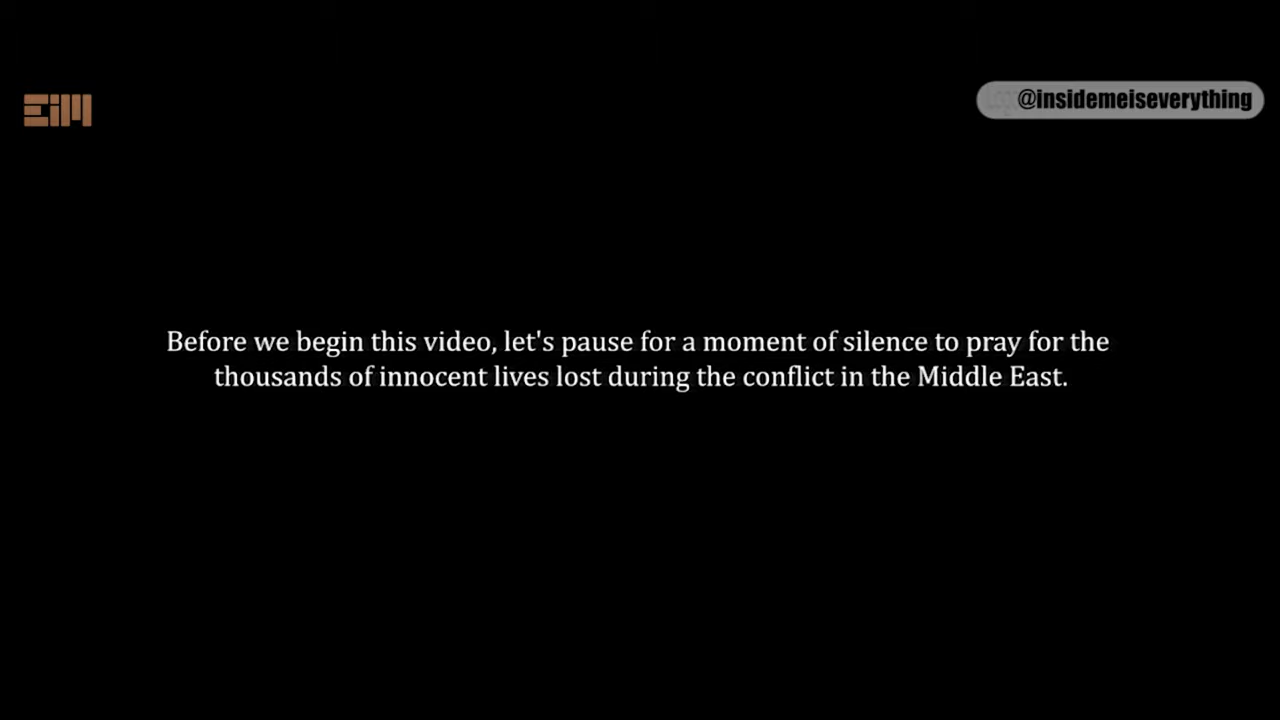 EiM
@insidemeiseverything
Before we begin this video, let's pause for a moment of silence to pray for the
thousands of innocent lives lost during the conflict in the Middle East.